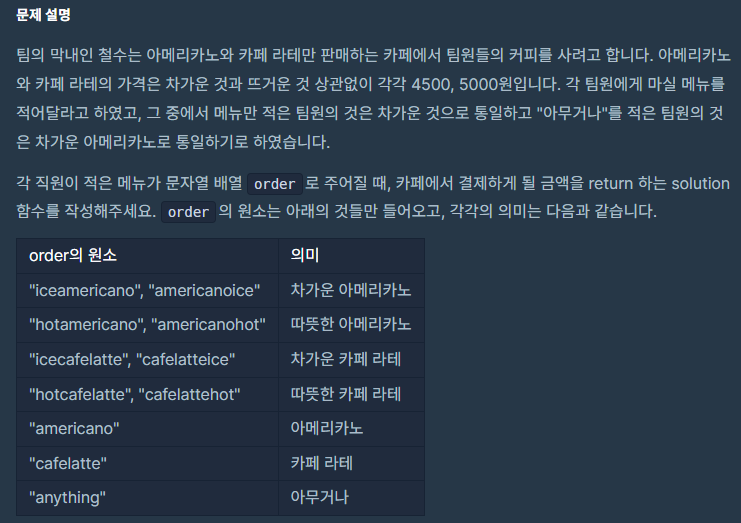 문제 설명
팀의 막내인 철수는 아메리카노와 카페 라테만 판매하는 카페에서 팀원들의 커피를 사려고 합니다. 아메리카노
와 카페 라테의 가격은 차가운 것과 뜨거운 것 상관없이 각각 4500, 5000원입니다. 각 팀원에게 마실 메뉴를
적어달라고 하였고, 그 중에서 메뉴만 적은 팀원의 것은 차가운 것으로 통일하고 "아무거나"를 적은 팀원의 것
은 차가운 아메리카노로 통일하기로 하였습니다.
각 직원이 적은 메뉴가 문자열 배열 order로 주어질 때, 카페에서 결제하게 될 금액을 return 하는 solution
함수를 작성해주세요. order의 원소는 아래의 것들만 들어오고, 각각의 의미는 다음과 같습니다.
order의 원소 의미
"iceamericano", "americanoice" 차가운 아메리카노
"hotamericano", "americanohot" 따뜻한 아메리카노
"icecafelatte", "cafelatteice" 차가운 카페 라테
"hotcafelatte", "cafelattehot" 따뜻한 카페 라테
"americano" 아메리카노
"cafelatte" 카페 라테
"anything" 아무거나